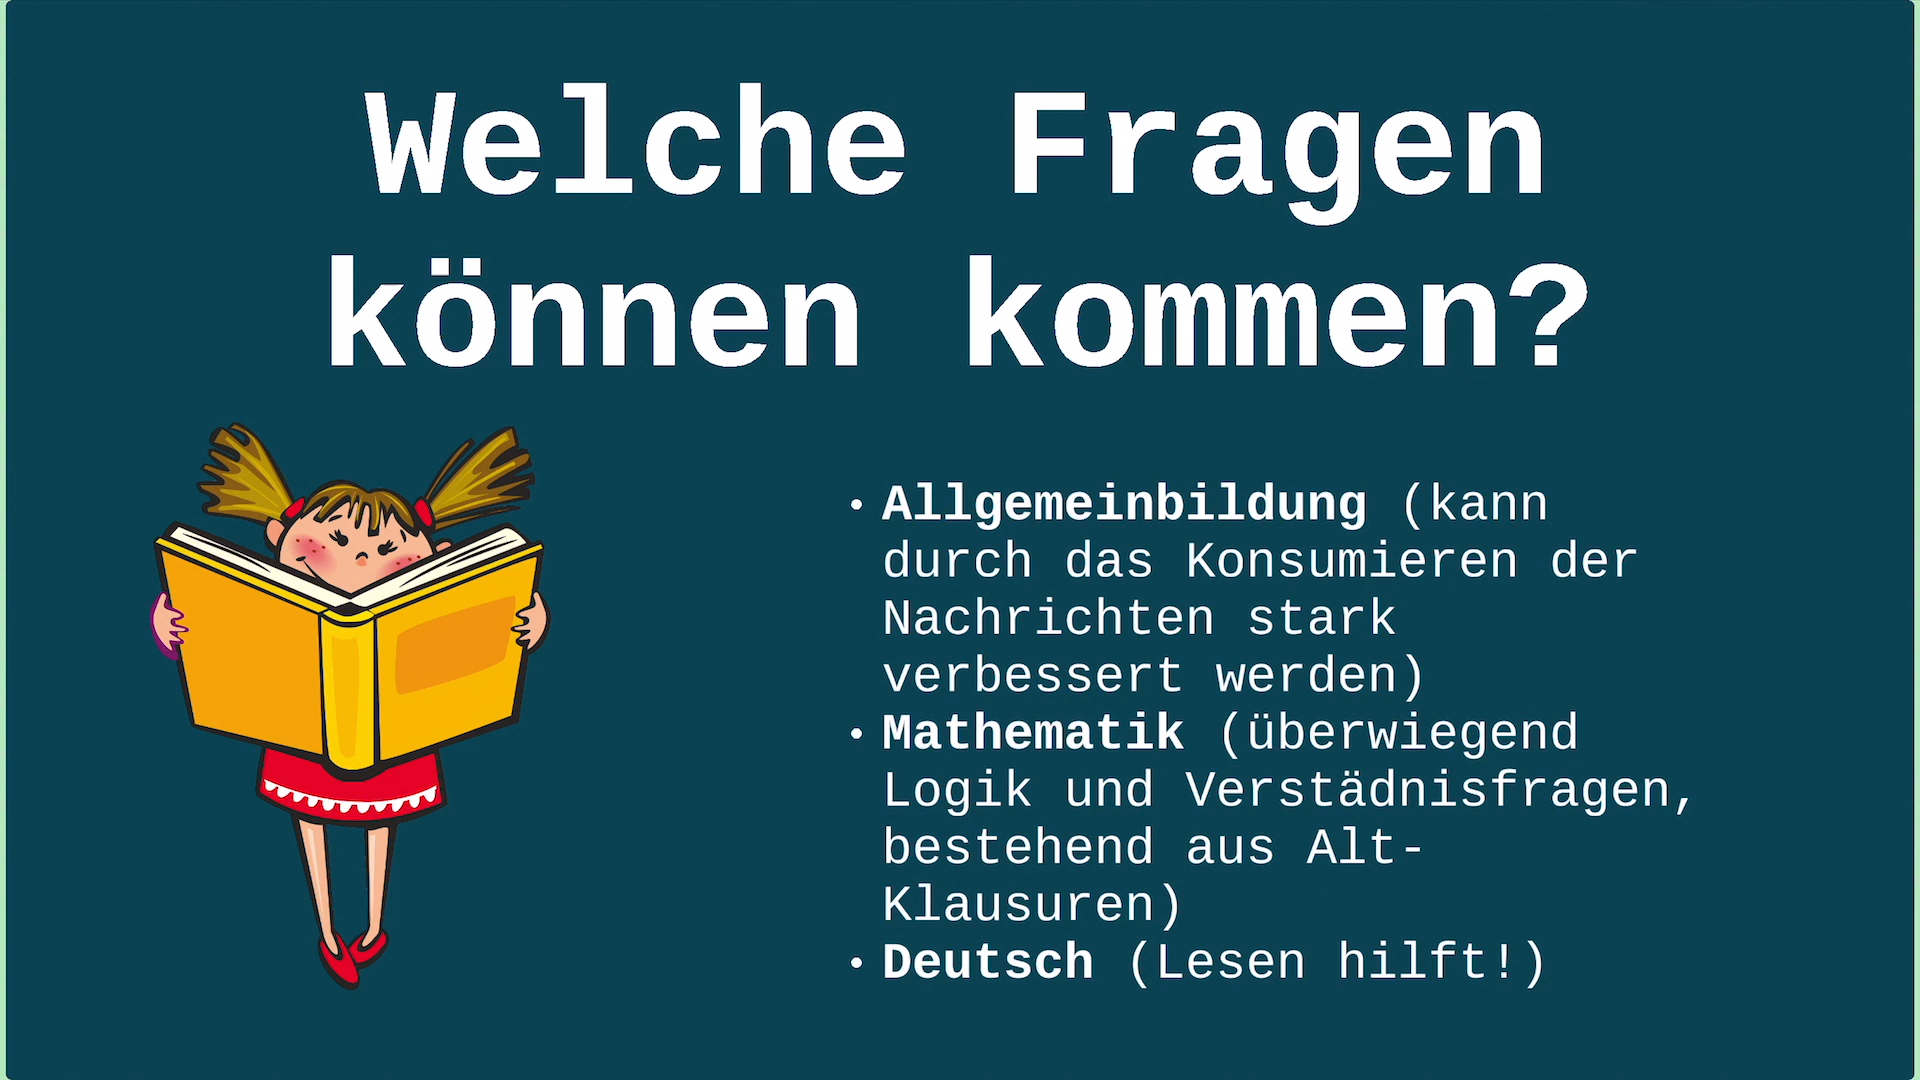 Welche Fragen
können kommen?
• Allgemeinbildung (kann
durch das Konsumieren der
Nachrichten stark
verbessert werden)
• Mathematik (überwiegend
Logik und Verstädnisfragen,
bestehend aus Alt-
Klausuren)
• Deutsch (Lesen hilft!)